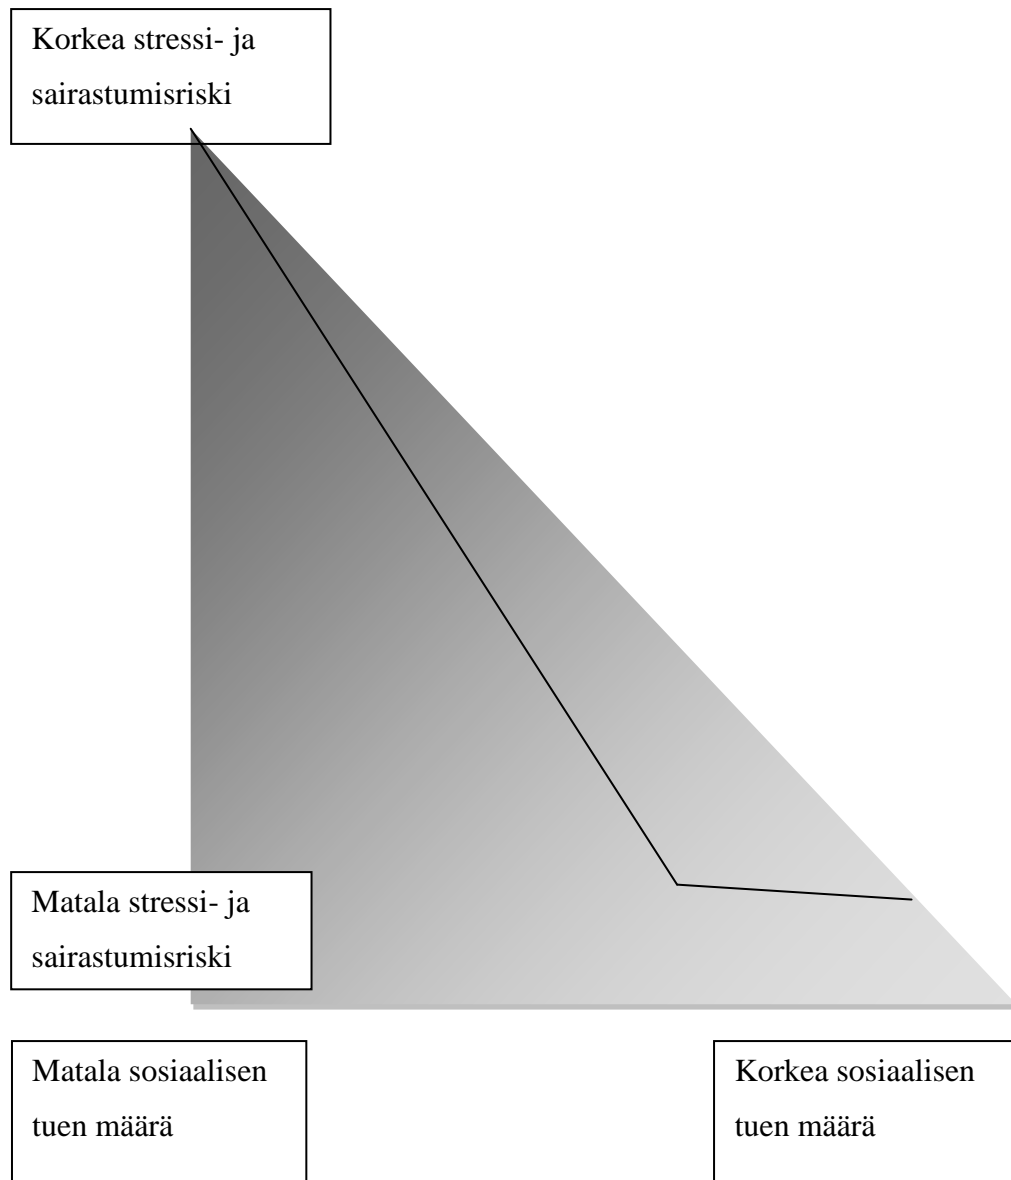 Korkea stressi- ja
sairastumisriski
Matala stressi- ja
sairastumisriski
Matala sosiaalisen
tuen määrä
Korkea sosiaalisen
tuen määrä